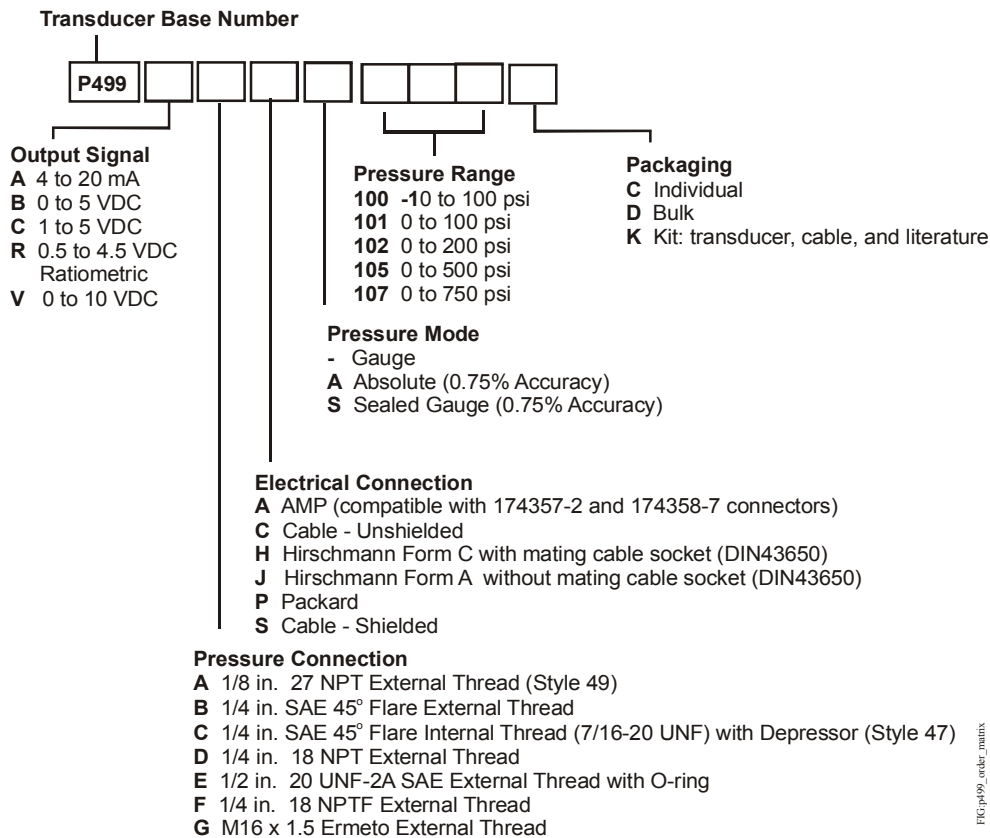 Transducer Base Number
P499
Output Signal
A 4 to 20 mA
B 0 to 5 VDC
C 1 to 5 VDC
R 0.5 to 4.5 VDC
Ratiometric
V 0 to 10 VDC
Pressure Range
100 -10 to 100 psi
101 0 to 100 psi
102 0 to 200 psi
105 0 to 500 psi
107 0 to 750 psi
Packaging
C Individual
D Bulk
K Kit: transducer, cable, and literature
Pressure Mode
- Gauge
A Absolute (0.75% Accuracy)
S Sealed Gauge (0.75% Accuracy)
Electrical Connection
A AMP (compatible with 174357-2 and 174358-7 connectors)
C Cable - Unshielded
H Hirschmann Form C with mating cable socket (DIN43650)
J Hirschmann Form A without mating cable socket (DIN43650)
P Packard
S Cable - Shielded
Pressure Connection
A 1/8 in. 27 NPT External Thread (Style 49)
B 1/4 in. SAE 45° Flare External Thread
C 1/4 in. SAE 45° Flare Internal Thread (7/16-20 UNF) with Depressor (Style 47)
D 1/4 in. 18 NPT External Thread
E 1/2 in. 20 UNF-2A SAE External Thread with O-ring
F 1/4 in. 18 NPTF External Thread
G M16 x 1.5 Ermeto External Thread
FIG:p499_order_matrix